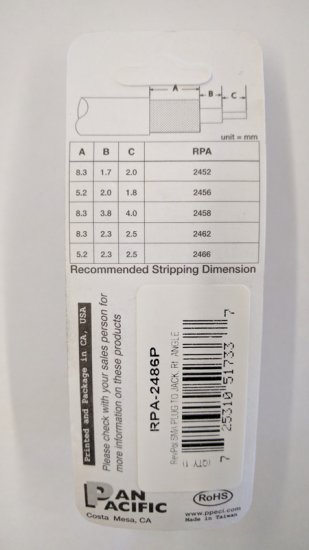 A
B
C
unit = mm
A B C RPA
8.3 1.7 2.0 2452
5.2 2.0 1.8 2456
8.3 3.8 4.0 2458
8.3 2.3 2.5 2462
5.2 2.3 2.5 2466
Recommended Stripping Dimension
Printed and Package in CA, USA
Please check with your sales person for
more information on these products
RPA-2486P
RevPol SMA PLUG TO JACK, RT. ANGLE
7 25310 51733 7
PAN
PACIFIC
Costa Mesa, CA
RoHS
www.ppeci.com
Made in Taiwan